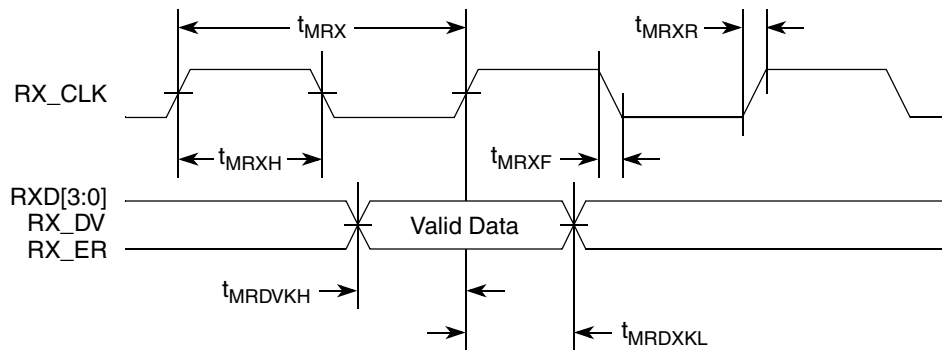 tMRX
tMRXR
RX_CLK
tMRXH
tMRXF
RXD[3:0]
RX_DV
Valid Data
RX_ER
tMRDVKH
tMRDXKL